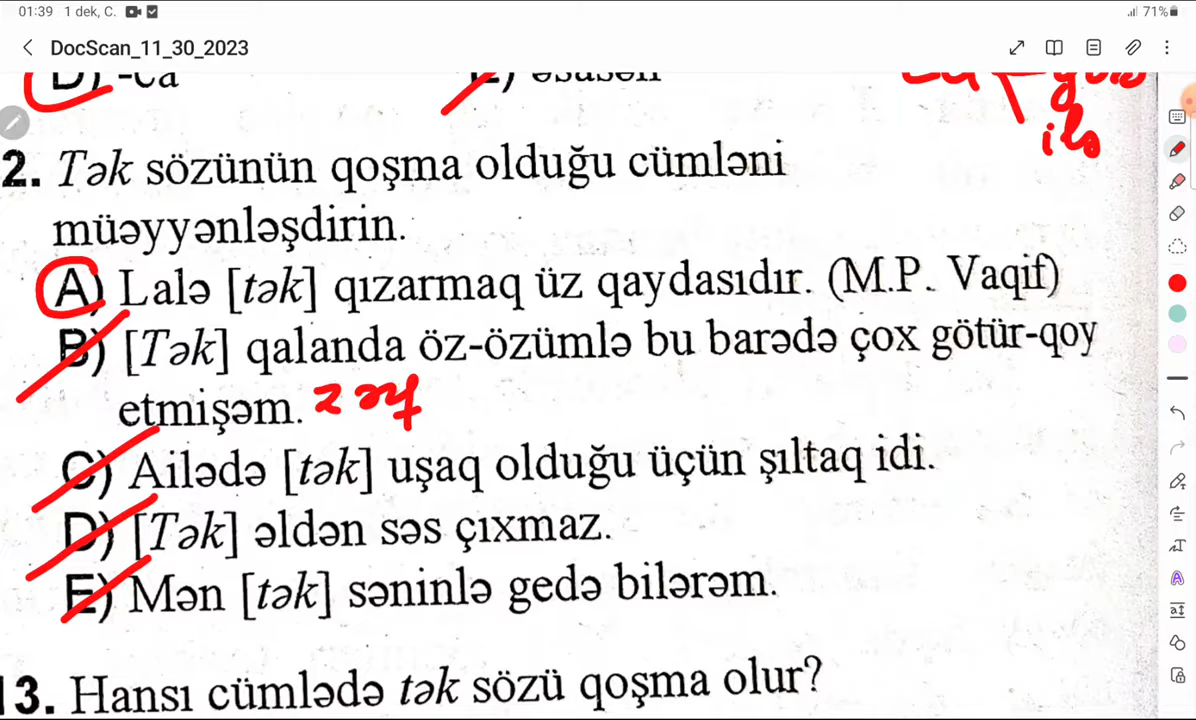 01:39 1 dek, C. 71%
DocScan_11_30_2023
D) -Ca E) əsasən
ilə
2. Tək sözünün qoşma olduğu cümləni
müəyyənləşdirin.
A) Lalə [tək] qızarmaq üz qaydasıdır. (M.P. Vaqif)
B) [Tək] qalanda öz-özümlə bu barədə çox götür-qoy
etmişəm. zərf
C) Ailədə [tək] uşaq olduğu üçün şıltaq idi.
D) [Tək] əldən səs çıxmaz.
E) Mən [tək] səninlə gedə bilərəm.
13. Hansı cümlədə tək sözü qoşma olur?